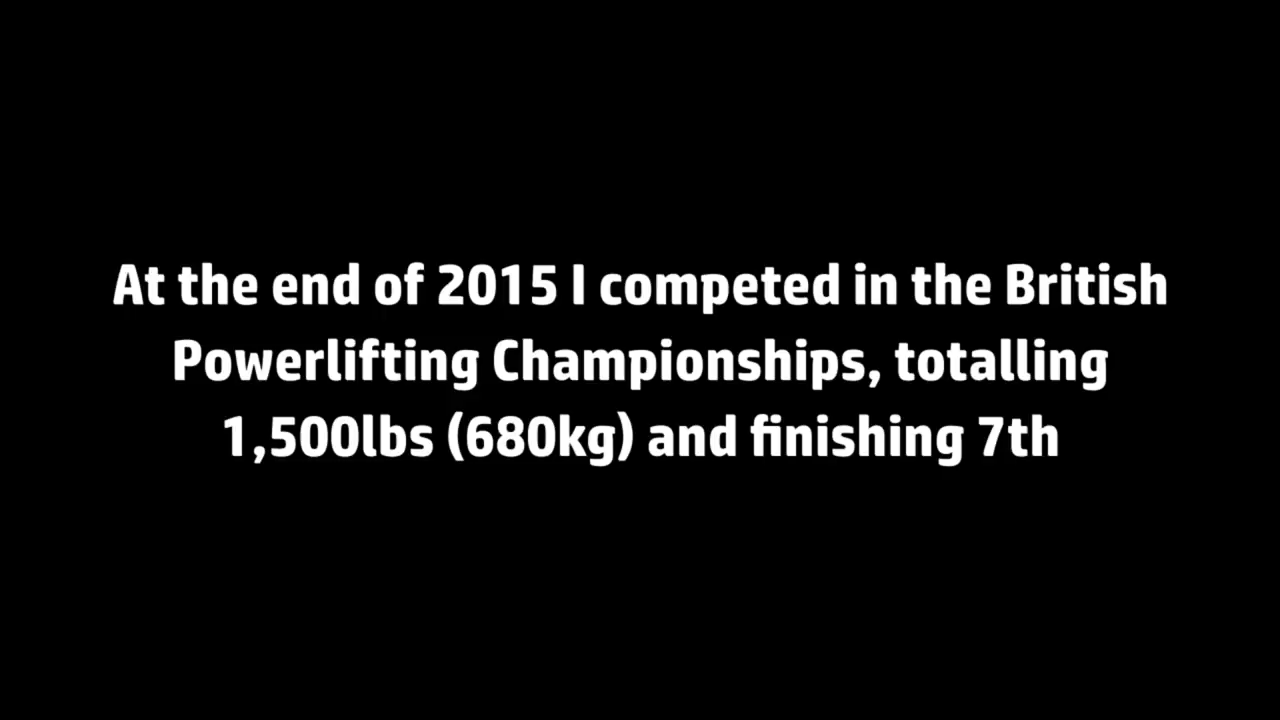 At the end of 2015 I competed in the British
Powerlifting Championships, totalling
1,500lbs (680kg) and finishing 7th